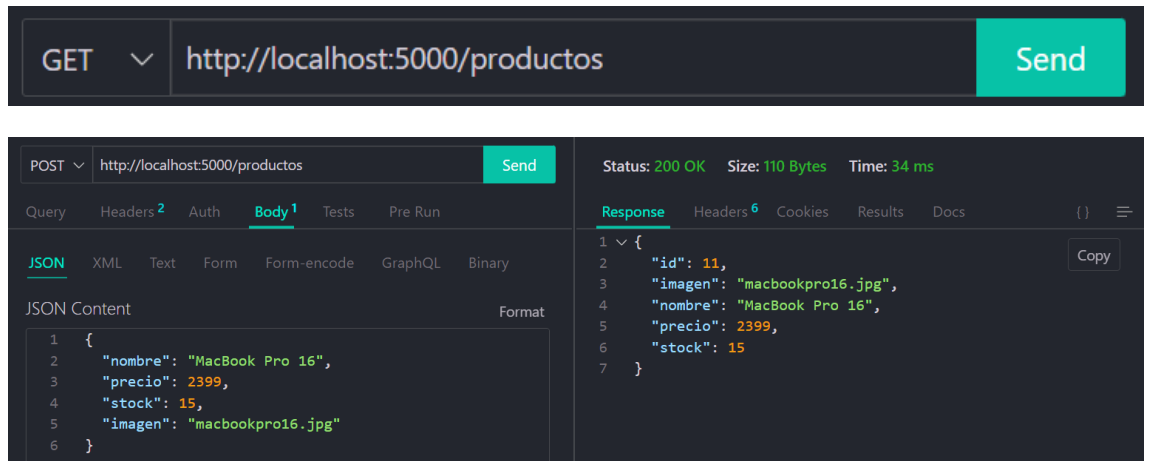 GET http://localhost:5000/productos Send
POST http://localhost:5000/productos Send
Query Headers 2 Auth Body 1 Tests Pre Run
JSON XML Text Form Form-encode GraphQL Binary
JSON Content Format
1 {
2 "nombre": "MacBook Pro 16",
3 "precio": 2399,
4 "stock": 15,
5 "imagen": "macbookpro16.jpg"
6 }
Status: 200 OK Size: 110 Bytes Time: 34 ms
Response Headers 6 Cookies Results Docs { }
Copy
1 {
2 "id": 11,
3 "imagen": "macbookpro16.jpg",
4 "nombre": "MacBook Pro 16",
5 "precio": 2399,
6 "stock": 15
7 }